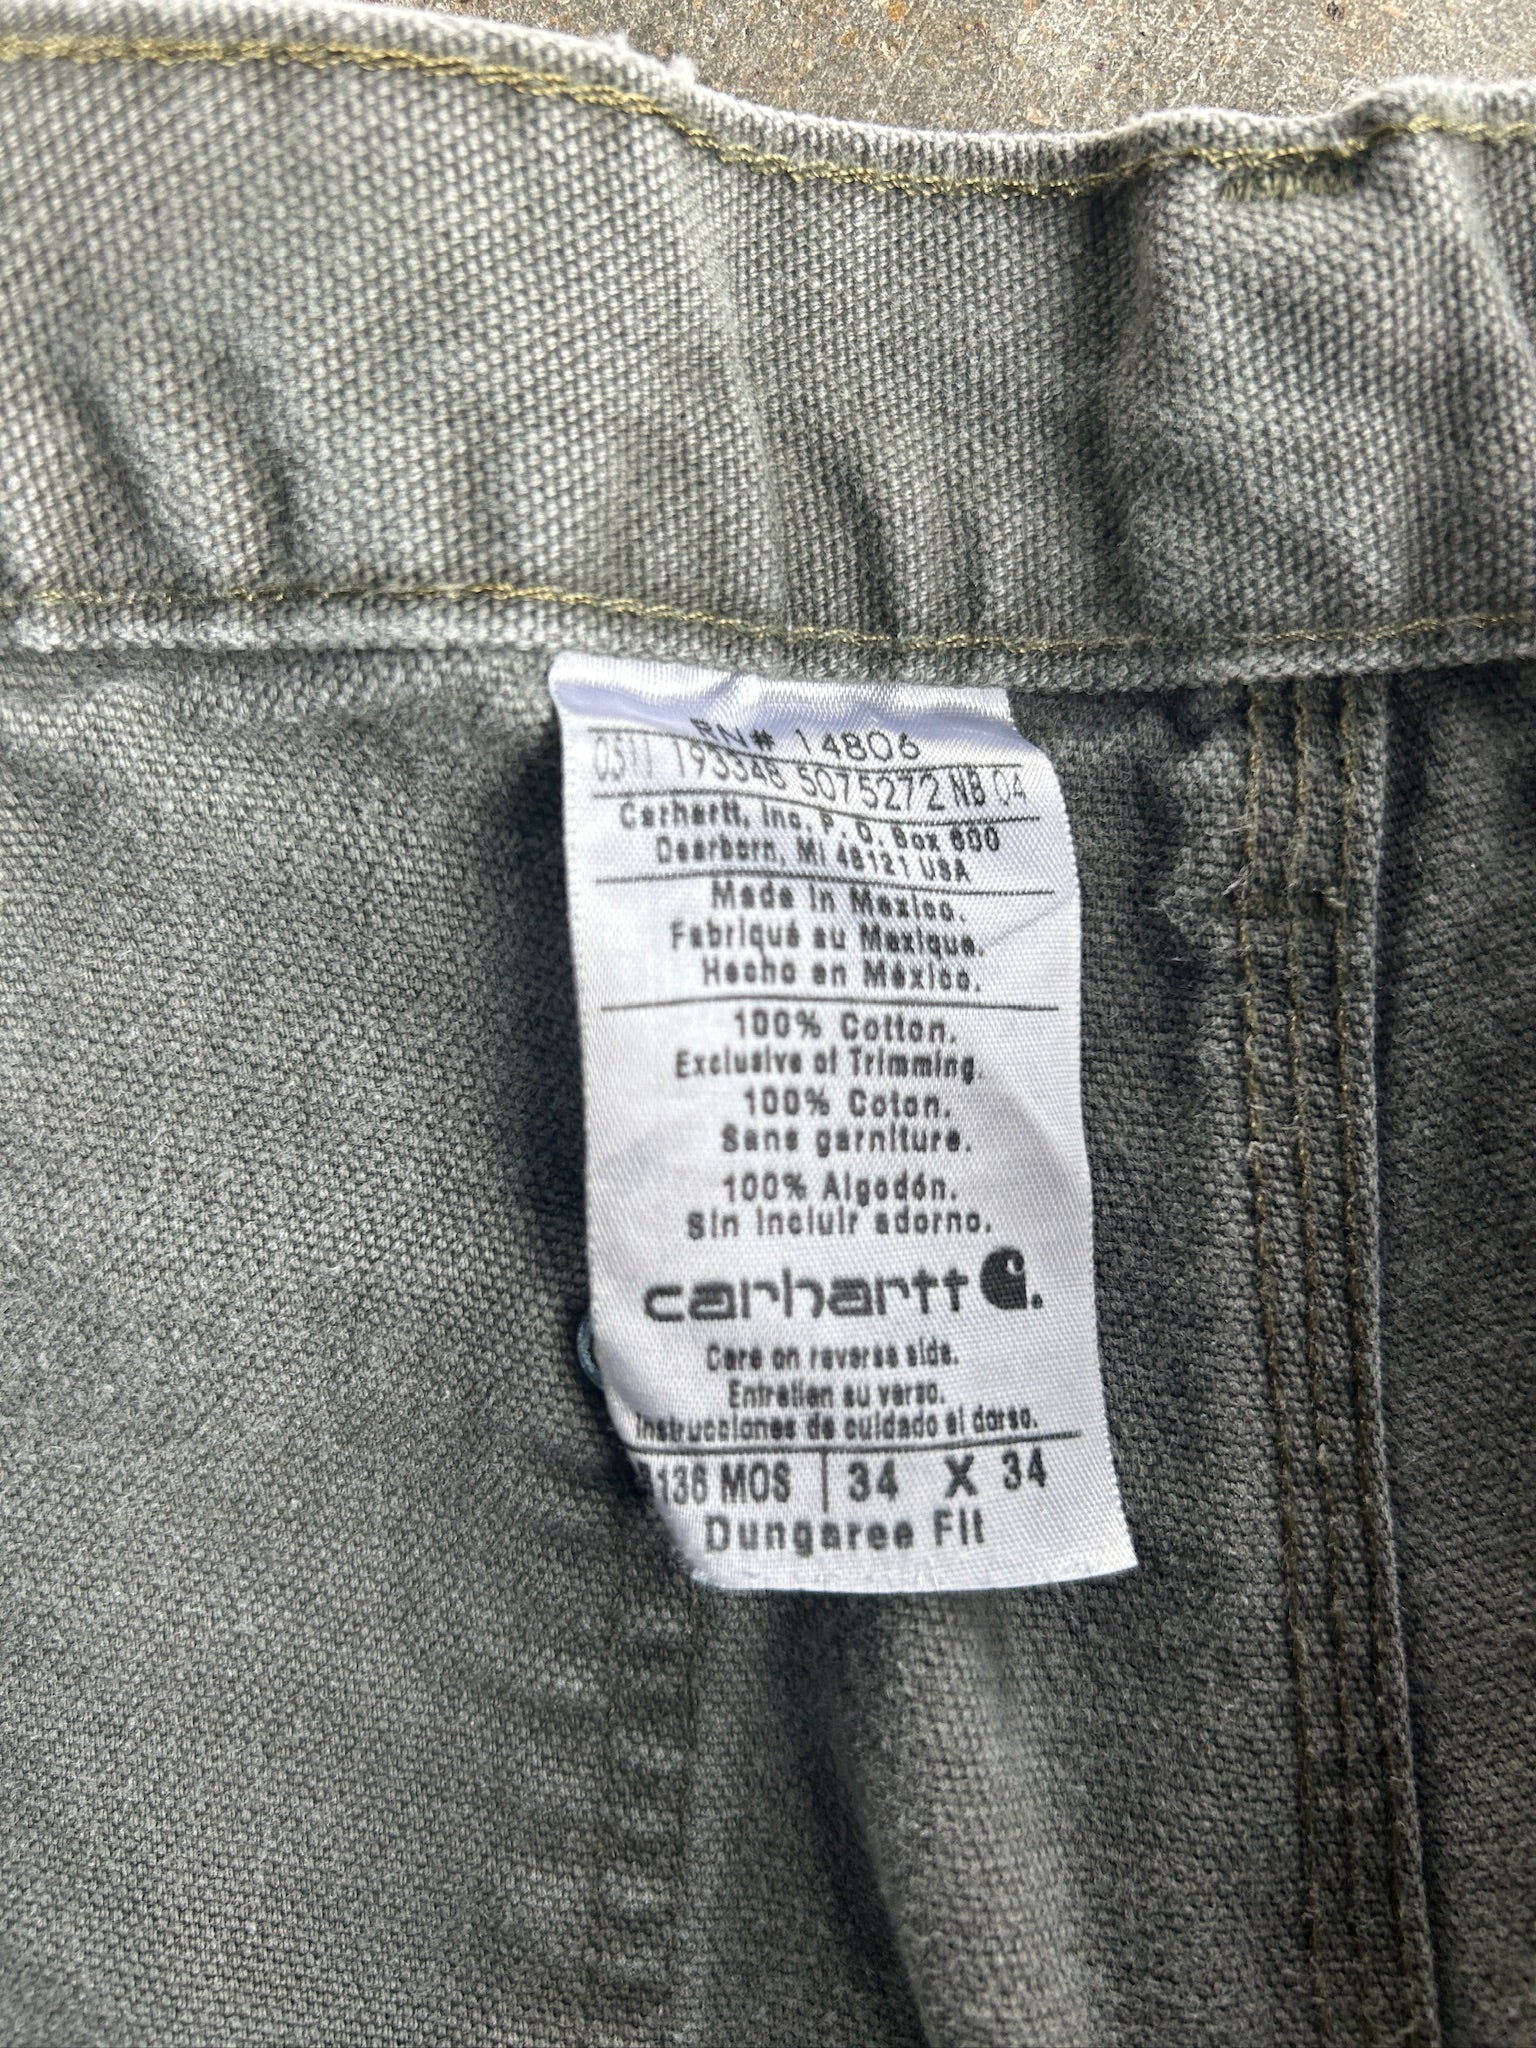 RN# 14806
0511 193348 5075272 NB 04
Carhartt, Inc. P. O. Box 600
Dearborn, MI 48121 USA
Made in Mexico.
Fabriqué au Mexique.
Hecho en México.
100% Cotton.
Exclusive of Trimming.
100% Coton.
Sans garniture.
100% Algodón.
Sin incluir adorno.
carhartt
Care on reverse side.
Entretien au verso.
Instrucciones de cuidado al dorso.
136 MOS 34 X 34
Dungaree Fit